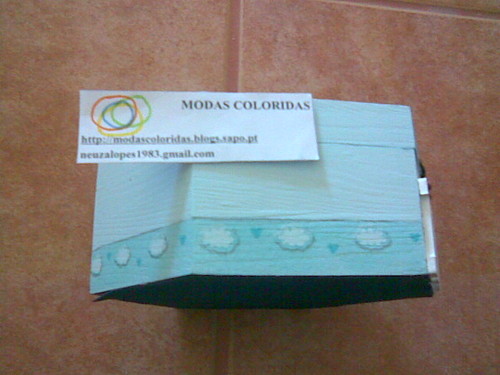 MODAS COLORIDAS
http://modascoloridas.blogs.sapo.pt
neuzalopes1983.gmail.com